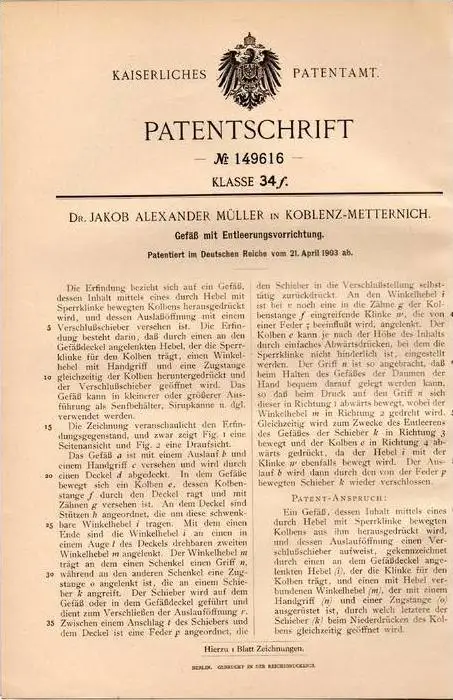 KAISERLICHES PATENTAMT.
PATENTSCHRIFT
— № 149616 —
KLASSE 34f.
DR. JAKOB ALEXANDER MÜLLER IN KOBLENZ-METTERNICH.
Gefäß mit Entleerungsvorrichtung.
Patentiert im Deutschen Reiche vom 21. April 1903 ab.
Die Erfindung bezieht sich auf ein Gefäß,
dessen Inhalt mittels eines durch Hebel mit
Sperrklinke bewegten Kolbens herausgedrückt
wird, und dessen Auslaßöffnung mit einem
5 Verschlußschieber versehen ist. Die Erfin-
dung besteht darin, daß durch einen an den
Gefäßdeckel angelenkten Hebel, der die Sperr-
klinke für den Kolben trägt, einen Winkel-
hebel mit Handgriff und eine Zugstange
10 gleichzeitig der Kolben heruntergedrückt und
der Verschlußschieber geöffnet wird. Das
Gefäß kann in kleinerer oder größerer Aus-
führung als Senfbehälter, Sirupkanne u. dgl.
verwendet werden.
15 Die Zeichnung veranschaulicht den Erfin-
dungsgegenstand, und zwar zeigt Fig. 1 eine
Seitenansicht und Fig. 2 eine Draufsicht.
Das Gefäß a ist mit einem Auslauf b und
einem Handgriff c versehen und wird durch
20 einen Deckel d abgedeckt. In dem Gefäße
bewegt sich ein Kolben e, dessen Kolben-
stange f durch den Deckel ragt und mit
Zähnen g versehen ist. An dem Deckel sind
Stützen h angeordnet, die um diese schwenk-
25 bare Winkelhebel i tragen. Mit dem einen
Ende sind die Winkelhebel i an einen in
einem Auge l des Deckels drehbaren zweiten
Winkelhebel m angelenkt. Der Winkelhebel m
trägt an dem einen Schenkel einen Griff n,
30 während an den anderen Schenkel eine Zug-
stange o angelenkt ist, die an einem Schie-
ber k angreift. Der Schieber wird auf dem
Gefäß oder in dem Gefäßdeckel geführt und
dient zum Verschließen der Auslauföffnung r.
35 Zwischen einem Anschlag t des Schiebers und
dem Deckel ist eine Feder p angeordnet, die
den Schieber in die Verschlußstellung selbst-
tätig zurückdrückt. An den Winkelhebel i
ist bei e noch eine in die Zähne g der Kol-
benstange f eingreifende Klinke w, die von
einer Feder s beeinflußt wird, angelenkt. Der
Kolben e kann je nach der Höhe des Inhalts
durch einfaches Abwärtsdrücken, bei dem die
Sperrklinke nicht hinderlich ist, eingestellt
werden. Der Griff n ist so angebracht, daß
beim Halten des Gefäßes der Daumen der
Hand bequem darauf gelegt werden kann,
so daß beim Druck auf den Griff n sich
dieser in Richtung 1 abwärts bewegt, wobei der
Winkelhebel m in Richtung 2 gedreht wird.
Gleichzeitig wird zum Zwecke des Entleerens
des Gefäßes der Schieber k in Richtung 3
bewegt und der Kolben e in Richtung 4 ab-
wärts gedrückt, da der Hebel i mit der
Klinke w ebenfalls bewegt wird. Der Aus-
lauf b wird dann von der Feder p
bewegten Schieber k wieder verschlossen.
PATENT-ANSPRUCH:
Ein Gefäß, dessen Inhalt mittels eines
durch Hebel mit Sperrklinke bewegten
Kolbens aus ihm herausgedrückt wird,
und dessen Auslauföffnung einen Ver-
schlußschieber aufweist, gekennzeichnet
durch einen an dem Gefäßdeckel angelenk-
ten Hebel (i), der die Klinke für den
Kolben trägt, und einen mit Hebel ver-
bundenen Winkelhebel (m), der mit einem
Handgriff (n) und einer Zugstange (o)
ausgerüstet ist, durch welch letztere der
Schieber (k) beim Niederdrücken des Kol-
bens gleichzeitig geöffnet wird.
Hierzu 1 Blatt Zeichnungen.
BERLIN. GEDRUCKT IN DER REICHSDRUCKEREI.